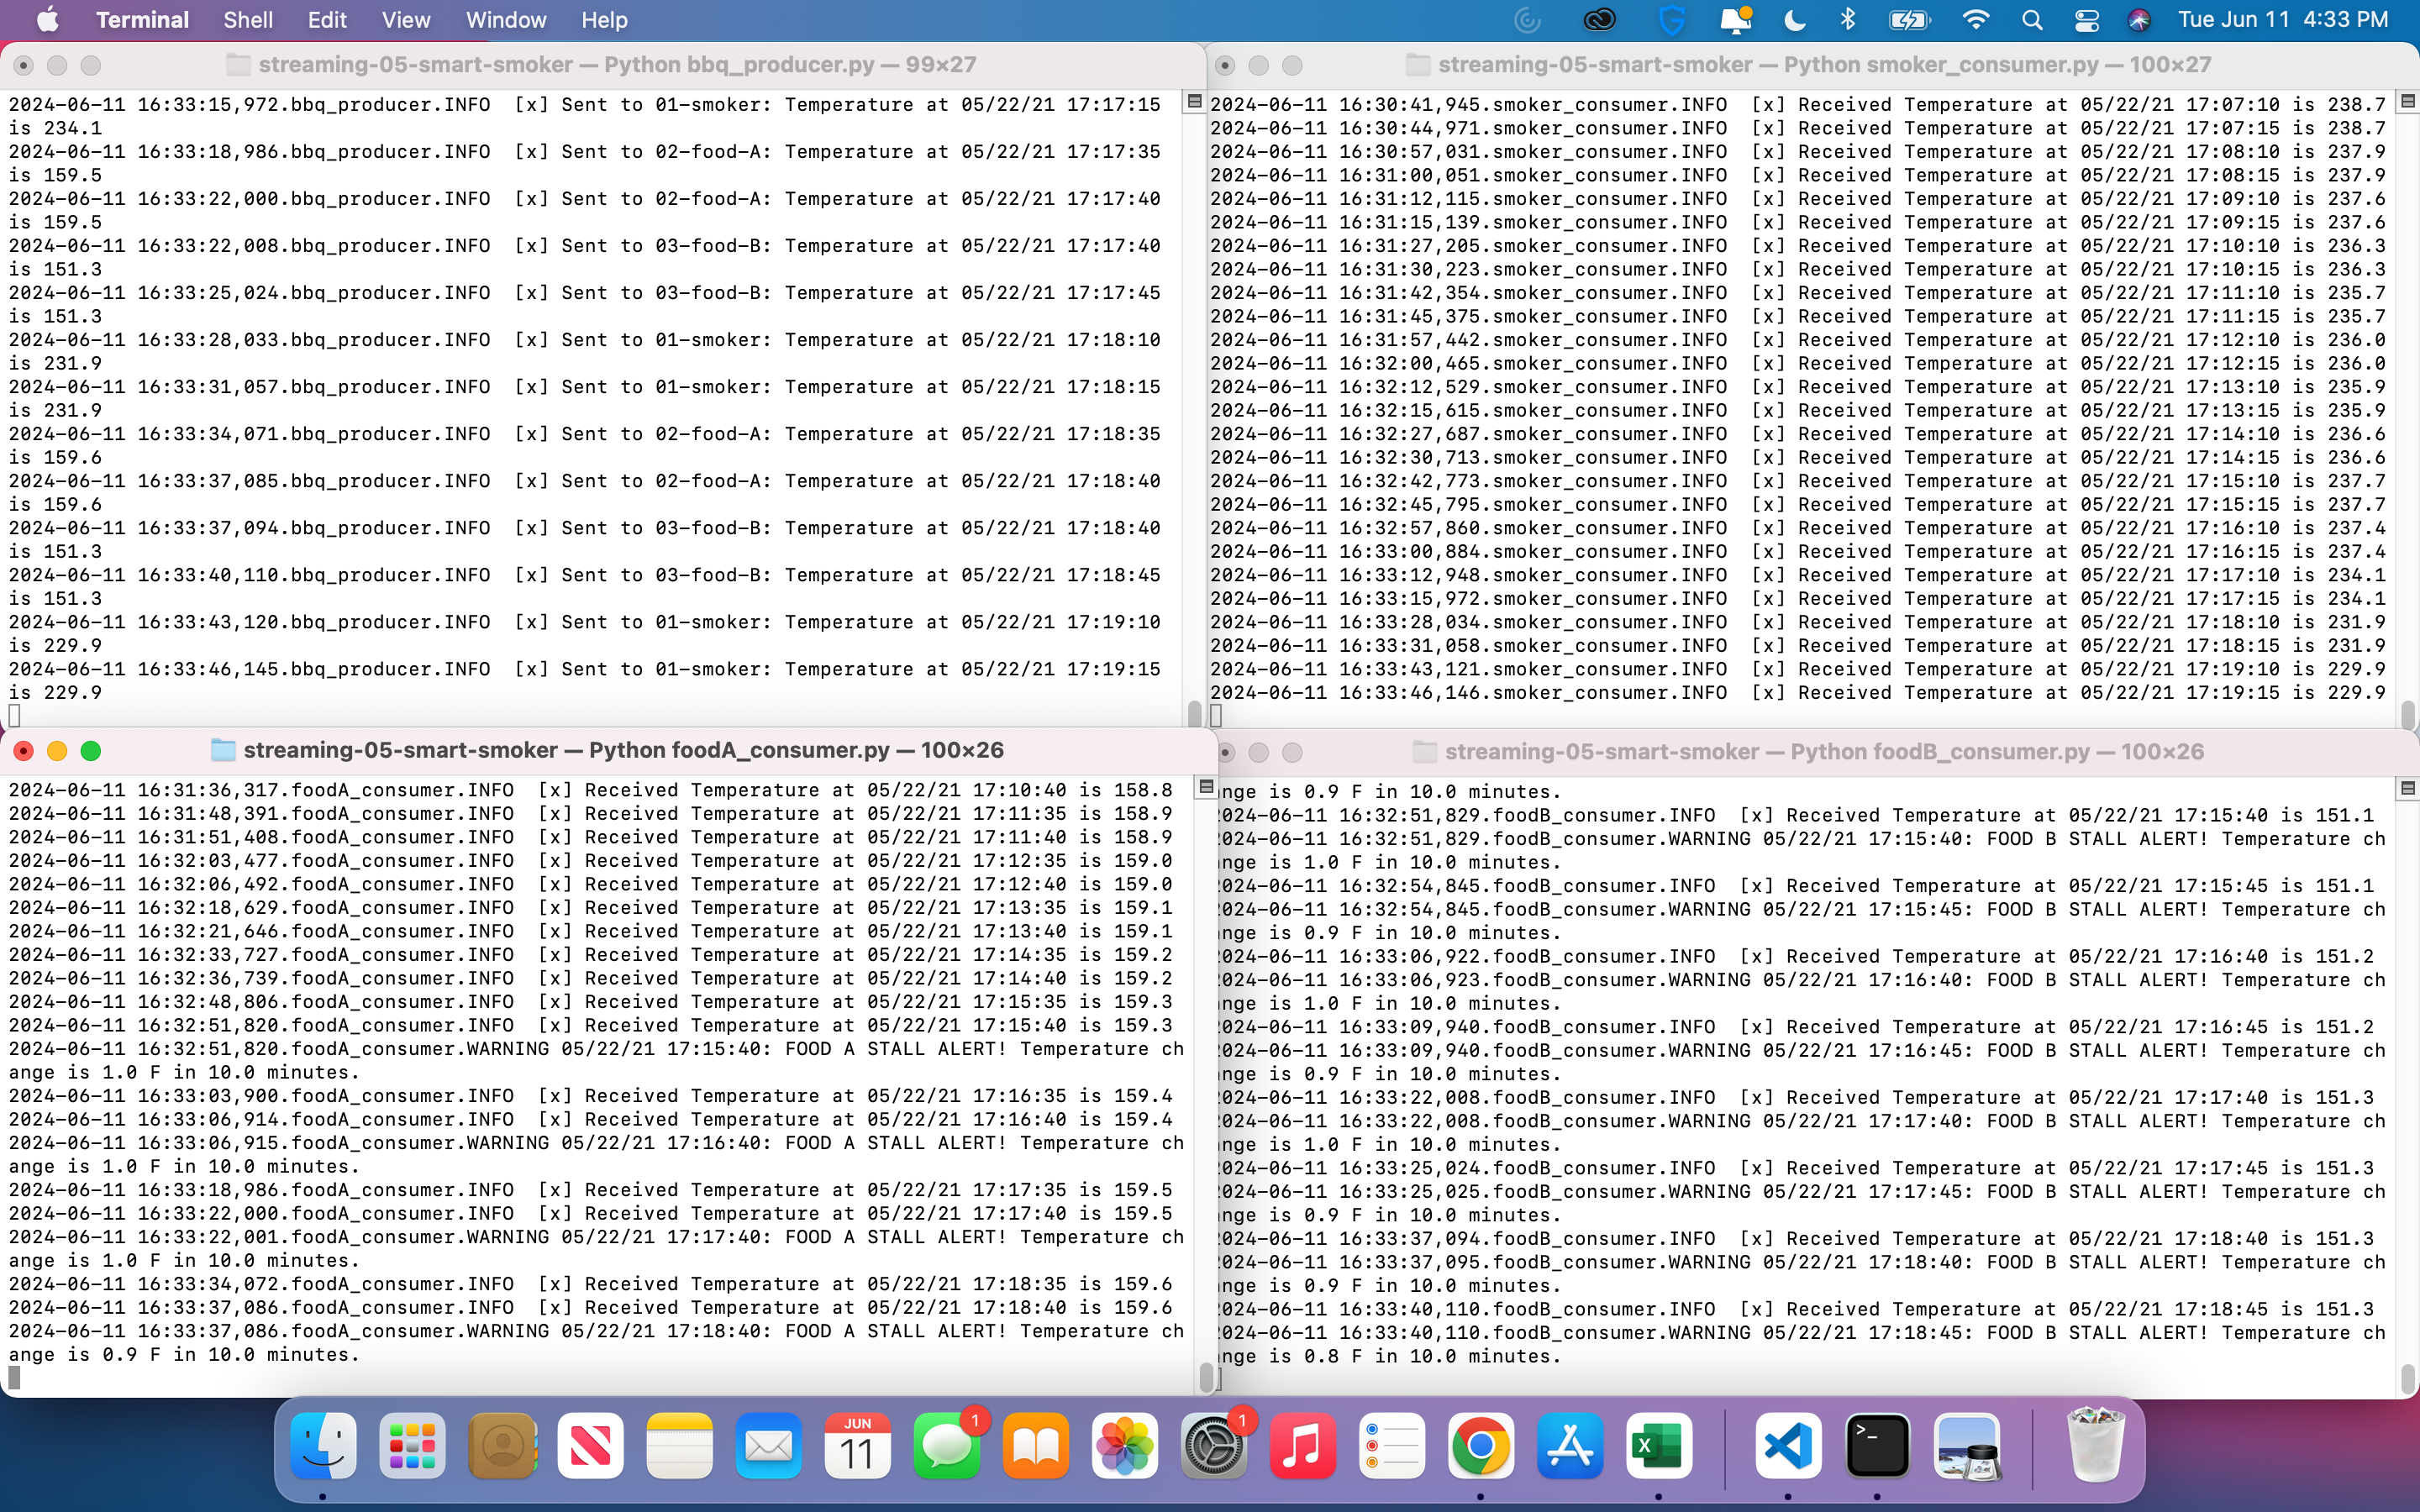 Terminal Shell Edit View Window Help Tue Jun 11 4:33 PM
streaming-05-smart-smoker — Python bbq_producer.py — 99×27
2024-06-11 16:33:15,972.bbq_producer.INFO [x] Sent to 01-smoker: Temperature at 05/22/21 17:17:15
is 234.1
2024-06-11 16:33:18,986.bbq_producer.INFO [x] Sent to 02-food-A: Temperature at 05/22/21 17:17:35
is 159.5
2024-06-11 16:33:22,000.bbq_producer.INFO [x] Sent to 02-food-A: Temperature at 05/22/21 17:17:40
is 159.5
2024-06-11 16:33:22,008.bbq_producer.INFO [x] Sent to 03-food-B: Temperature at 05/22/21 17:17:40
is 151.3
2024-06-11 16:33:25,024.bbq_producer.INFO [x] Sent to 03-food-B: Temperature at 05/22/21 17:17:45
is 151.3
2024-06-11 16:33:28,033.bbq_producer.INFO [x] Sent to 01-smoker: Temperature at 05/22/21 17:18:10
is 231.9
2024-06-11 16:33:31,057.bbq_producer.INFO [x] Sent to 01-smoker: Temperature at 05/22/21 17:18:15
is 231.9
2024-06-11 16:33:34,071.bbq_producer.INFO [x] Sent to 02-food-A: Temperature at 05/22/21 17:18:35
is 159.6
2024-06-11 16:33:37,085.bbq_producer.INFO [x] Sent to 02-food-A: Temperature at 05/22/21 17:18:40
is 159.6
2024-06-11 16:33:37,094.bbq_producer.INFO [x] Sent to 03-food-B: Temperature at 05/22/21 17:18:40
is 151.3
2024-06-11 16:33:40,110.bbq_producer.INFO [x] Sent to 03-food-B: Temperature at 05/22/21 17:18:45
is 151.3
2024-06-11 16:33:43,120.bbq_producer.INFO [x] Sent to 01-smoker: Temperature at 05/22/21 17:19:10
is 229.9
2024-06-11 16:33:46,145.bbq_producer.INFO [x] Sent to 01-smoker: Temperature at 05/22/21 17:19:15
is 229.9
streaming-05-smart-smoker — Python smoker_consumer.py — 100×27
2024-06-11 16:30:41,945.smoker_consumer.INFO [x] Received Temperature at 05/22/21 17:07:10 is 238.7
2024-06-11 16:30:44,971.smoker_consumer.INFO [x] Received Temperature at 05/22/21 17:07:15 is 238.7
2024-06-11 16:30:57,031.smoker_consumer.INFO [x] Received Temperature at 05/22/21 17:08:10 is 237.9
2024-06-11 16:31:00,051.smoker_consumer.INFO [x] Received Temperature at 05/22/21 17:08:15 is 237.9
2024-06-11 16:31:12,115.smoker_consumer.INFO [x] Received Temperature at 05/22/21 17:09:10 is 237.6
2024-06-11 16:31:15,139.smoker_consumer.INFO [x] Received Temperature at 05/22/21 17:09:15 is 237.6
2024-06-11 16:31:27,205.smoker_consumer.INFO [x] Received Temperature at 05/22/21 17:10:10 is 236.3
2024-06-11 16:31:30,223.smoker_consumer.INFO [x] Received Temperature at 05/22/21 17:10:15 is 236.3
2024-06-11 16:31:42,354.smoker_consumer.INFO [x] Received Temperature at 05/22/21 17:11:10 is 235.7
2024-06-11 16:31:45,375.smoker_consumer.INFO [x] Received Temperature at 05/22/21 17:11:15 is 235.7
2024-06-11 16:31:57,442.smoker_consumer.INFO [x] Received Temperature at 05/22/21 17:12:10 is 236.0
2024-06-11 16:32:00,465.smoker_consumer.INFO [x] Received Temperature at 05/22/21 17:12:15 is 236.0
2024-06-11 16:32:12,529.smoker_consumer.INFO [x] Received Temperature at 05/22/21 17:13:10 is 235.9
2024-06-11 16:32:15,615.smoker_consumer.INFO [x] Received Temperature at 05/22/21 17:13:15 is 235.9
2024-06-11 16:32:27,687.smoker_consumer.INFO [x] Received Temperature at 05/22/21 17:14:10 is 236.6
2024-06-11 16:32:30,713.smoker_consumer.INFO [x] Received Temperature at 05/22/21 17:14:15 is 236.6
2024-06-11 16:32:42,773.smoker_consumer.INFO [x] Received Temperature at 05/22/21 17:15:10 is 237.7
2024-06-11 16:32:45,795.smoker_consumer.INFO [x] Received Temperature at 05/22/21 17:15:15 is 237.7
2024-06-11 16:32:57,860.smoker_consumer.INFO [x] Received Temperature at 05/22/21 17:16:10 is 237.4
2024-06-11 16:33:00,884.smoker_consumer.INFO [x] Received Temperature at 05/22/21 17:16:15 is 237.4
2024-06-11 16:33:12,948.smoker_consumer.INFO [x] Received Temperature at 05/22/21 17:17:10 is 234.1
2024-06-11 16:33:15,972.smoker_consumer.INFO [x] Received Temperature at 05/22/21 17:17:15 is 234.1
2024-06-11 16:33:28,034.smoker_consumer.INFO [x] Received Temperature at 05/22/21 17:18:10 is 231.9
2024-06-11 16:33:31,058.smoker_consumer.INFO [x] Received Temperature at 05/22/21 17:18:15 is 231.9
2024-06-11 16:33:43,121.smoker_consumer.INFO [x] Received Temperature at 05/22/21 17:19:10 is 229.9
2024-06-11 16:33:46,146.smoker_consumer.INFO [x] Received Temperature at 05/22/21 17:19:15 is 229.9
streaming-05-smart-smoker — Python foodA_consumer.py — 100×26
2024-06-11 16:31:36,317.foodA_consumer.INFO [x] Received Temperature at 05/22/21 17:10:40 is 158.8
2024-06-11 16:31:48,391.foodA_consumer.INFO [x] Received Temperature at 05/22/21 17:11:35 is 158.9
2024-06-11 16:31:51,408.foodA_consumer.INFO [x] Received Temperature at 05/22/21 17:11:40 is 158.9
2024-06-11 16:32:03,477.foodA_consumer.INFO [x] Received Temperature at 05/22/21 17:12:35 is 159.0
2024-06-11 16:32:06,492.foodA_consumer.INFO [x] Received Temperature at 05/22/21 17:12:40 is 159.0
2024-06-11 16:32:18,629.foodA_consumer.INFO [x] Received Temperature at 05/22/21 17:13:35 is 159.1
2024-06-11 16:32:21,646.foodA_consumer.INFO [x] Received Temperature at 05/22/21 17:13:40 is 159.1
2024-06-11 16:32:33,727.foodA_consumer.INFO [x] Received Temperature at 05/22/21 17:14:35 is 159.2
2024-06-11 16:32:36,739.foodA_consumer.INFO [x] Received Temperature at 05/22/21 17:14:40 is 159.2
2024-06-11 16:32:48,806.foodA_consumer.INFO [x] Received Temperature at 05/22/21 17:15:35 is 159.3
2024-06-11 16:32:51,820.foodA_consumer.INFO [x] Received Temperature at 05/22/21 17:15:40 is 159.3
2024-06-11 16:32:51,820.foodA_consumer.WARNING 05/22/21 17:15:40: FOOD A STALL ALERT! Temperature ch
ange is 1.0 F in 10.0 minutes.
2024-06-11 16:33:03,900.foodA_consumer.INFO [x] Received Temperature at 05/22/21 17:16:35 is 159.4
2024-06-11 16:33:06,914.foodA_consumer.INFO [x] Received Temperature at 05/22/21 17:16:40 is 159.4
2024-06-11 16:33:06,915.foodA_consumer.WARNING 05/22/21 17:16:40: FOOD A STALL ALERT! Temperature ch
ange is 1.0 F in 10.0 minutes.
2024-06-11 16:33:18,986.foodA_consumer.INFO [x] Received Temperature at 05/22/21 17:17:35 is 159.5
2024-06-11 16:33:22,000.foodA_consumer.INFO [x] Received Temperature at 05/22/21 17:17:40 is 159.5
2024-06-11 16:33:22,001.foodA_consumer.WARNING 05/22/21 17:17:40: FOOD A STALL ALERT! Temperature ch
ange is 1.0 F in 10.0 minutes.
2024-06-11 16:33:34,072.foodA_consumer.INFO [x] Received Temperature at 05/22/21 17:18:35 is 159.6
2024-06-11 16:33:37,086.foodA_consumer.INFO [x] Received Temperature at 05/22/21 17:18:40 is 159.6
2024-06-11 16:33:37,086.foodA_consumer.WARNING 05/22/21 17:18:40: FOOD A STALL ALERT! Temperature ch
ange is 0.9 F in 10.0 minutes.
streaming-05-smart-smoker — Python foodB_consumer.py — 100×26
nge is 0.9 F in 10.0 minutes.
2024-06-11 16:32:51,829.foodB_consumer.INFO [x] Received Temperature at 05/22/21 17:15:40 is 151.1
2024-06-11 16:32:51,829.foodB_consumer.WARNING 05/22/21 17:15:40: FOOD B STALL ALERT! Temperature ch
nge is 1.0 F in 10.0 minutes.
2024-06-11 16:32:54,845.foodB_consumer.INFO [x] Received Temperature at 05/22/21 17:15:45 is 151.1
2024-06-11 16:32:54,845.foodB_consumer.WARNING 05/22/21 17:15:45: FOOD B STALL ALERT! Temperature ch
nge is 0.9 F in 10.0 minutes.
2024-06-11 16:33:06,922.foodB_consumer.INFO [x] Received Temperature at 05/22/21 17:16:40 is 151.2
2024-06-11 16:33:06,923.foodB_consumer.WARNING 05/22/21 17:16:40: FOOD B STALL ALERT! Temperature ch
nge is 1.0 F in 10.0 minutes.
2024-06-11 16:33:09,940.foodB_consumer.INFO [x] Received Temperature at 05/22/21 17:16:45 is 151.2
2024-06-11 16:33:09,940.foodB_consumer.WARNING 05/22/21 17:16:45: FOOD B STALL ALERT! Temperature ch
nge is 0.9 F in 10.0 minutes.
2024-06-11 16:33:22,008.foodB_consumer.INFO [x] Received Temperature at 05/22/21 17:17:40 is 151.3
2024-06-11 16:33:22,008.foodB_consumer.WARNING 05/22/21 17:17:40: FOOD B STALL ALERT! Temperature ch
nge is 1.0 F in 10.0 minutes.
2024-06-11 16:33:25,024.foodB_consumer.INFO [x] Received Temperature at 05/22/21 17:17:45 is 151.3
2024-06-11 16:33:25,025.foodB_consumer.WARNING 05/22/21 17:17:45: FOOD B STALL ALERT! Temperature ch
nge is 0.9 F in 10.0 minutes.
2024-06-11 16:33:37,094.foodB_consumer.INFO [x] Received Temperature at 05/22/21 17:18:40 is 151.3
2024-06-11 16:33:37,095.foodB_consumer.WARNING 05/22/21 17:18:40: FOOD B STALL ALERT! Temperature ch
nge is 0.9 F in 10.0 minutes.
2024-06-11 16:33:40,110.foodB_consumer.INFO [x] Received Temperature at 05/22/21 17:18:45 is 151.3
2024-06-11 16:33:40,110.foodB_consumer.WARNING 05/22/21 17:18:45: FOOD B STALL ALERT! Temperature ch
nge is 0.8 F in 10.0 minutes.
JUN
11
1
1
X
>_